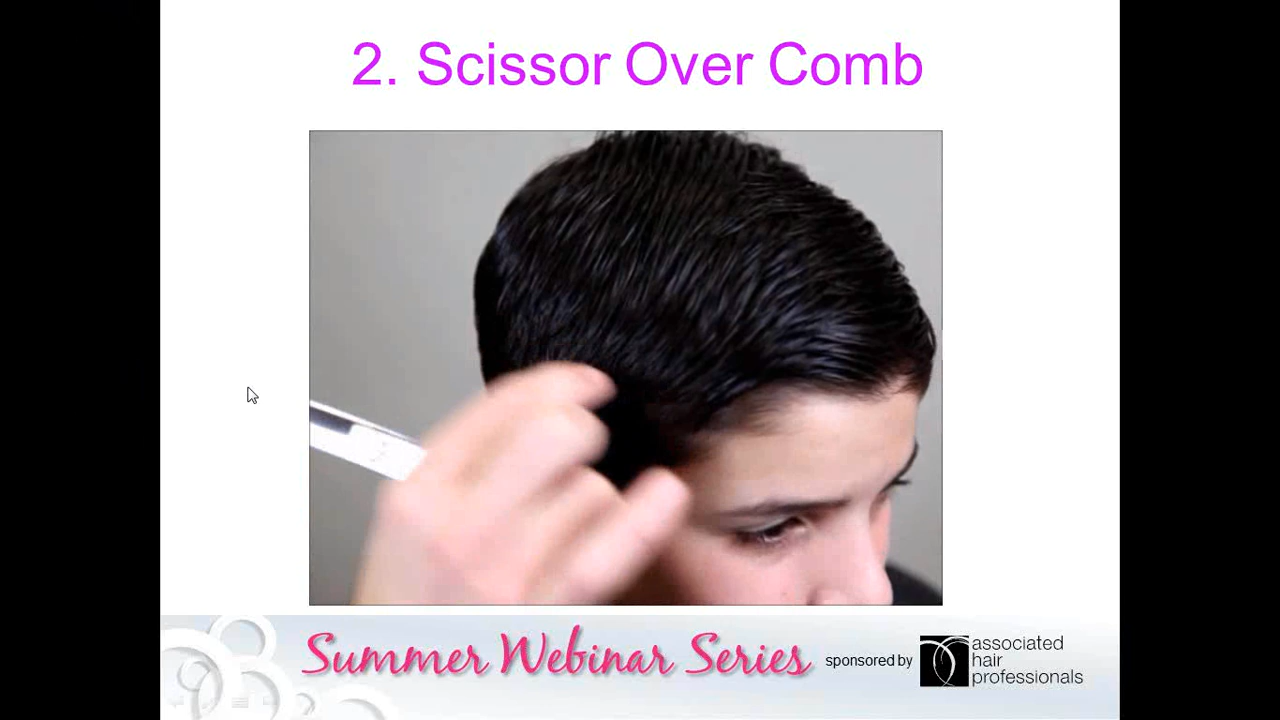 2. Scissor Over Comb
Summer Webinar Series
sponsored by
associated
hair
professionals